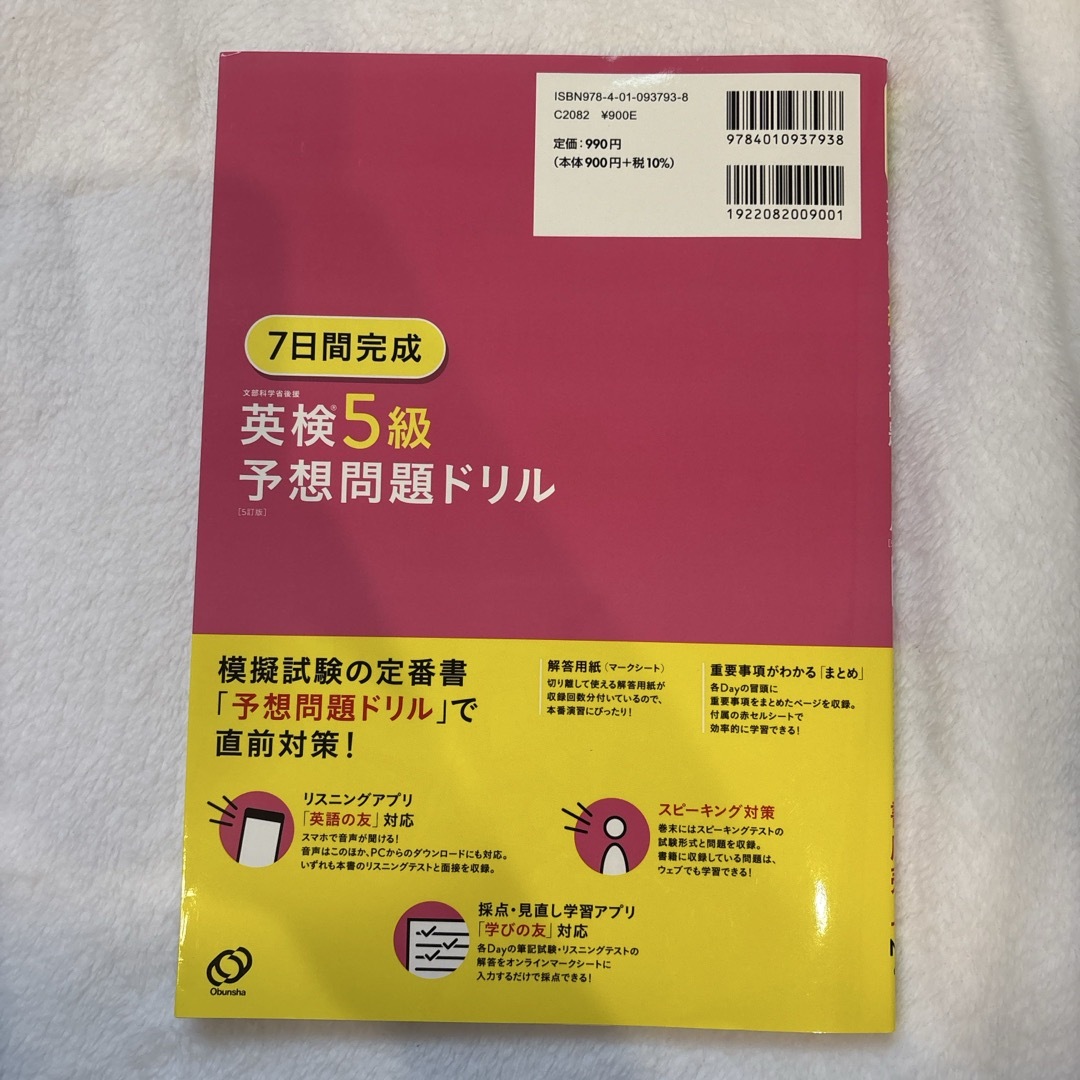 ISBN978-4-01-093793-8
C2082 ¥900E
定価：990円
（本体900円＋税10%）
9784010937938
1922082009001
7日間完成
文部科学省後援
英検®5級
予想問題ドリル
［5訂版］
模擬試験の定番書
「予想問題ドリル」で
直前対策！
解答用紙（マークシート）
切り離して使える解答用紙が
収録回数分付いているので、
本番演習にぴったり！
重要事項がわかる「まとめ」
各Dayの冒頭に
重要事項をまとめたページを収録。
付属の赤セルシートで
効率的に学習できる！
リスニングアプリ
「英語の友」対応
スマホで音声が聞ける！
音声はこのほか、PCからのダウンロードにも対応。
いずれも本書のリスニングテストと面接を収録。
スピーキング対策
巻末にはスピーキングテストの
試験形式と問題を収録。
書籍に収録している問題は、
ウェブでも学習できる！
採点・見直し学習アプリ
「学びの友」対応
各Dayの筆記試験・リスニングテストの
解答をオンラインマークシートに
入力するだけで採点できる！
Obunsha